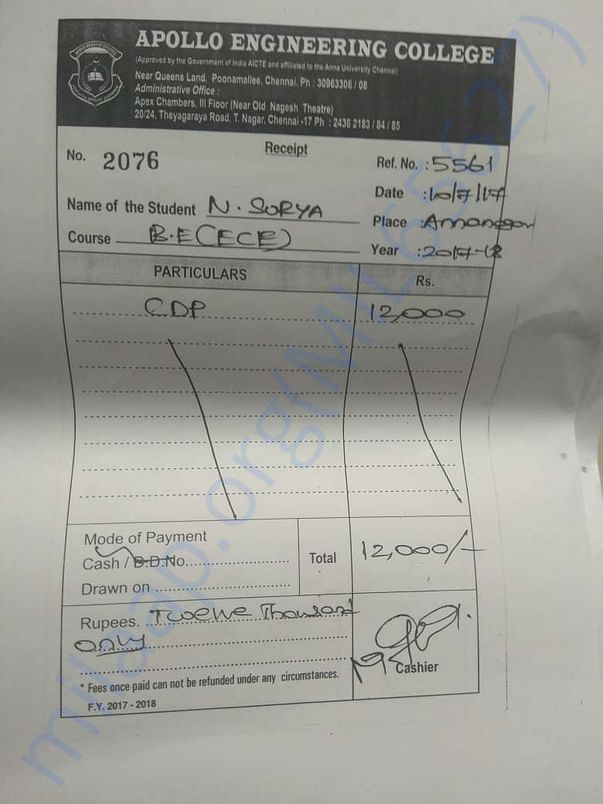 APOLLO ENGINEERING COLLEGE
(Approved by the Government of India AICTE and affiliated to the Anna University Chennai)
Near Queens Land, Poonamallee, Chennai. Ph : 30963306 / 08
Administrative Office :
Apex Chambers, III Floor (Near Old Nagesh Theatre)
20/24, Theyagaraya Road, T. Nagar, Chennai -17 Ph : 2436 2183 / 84 / 85
Receipt
No. 2076
Ref. No. : 5561
Date : 10/7/17
Name of the Student N. SURYA
Place :
Course B.E (ECE)
Year : 2017-18
PARTICULARS Rs.
CDP 12,000
Mode of Payment
Cash / D.D.No.
Total 12,000/-
Drawn on
Rupees. Twelve Thousand
only
Cashier
* Fees once paid can not be refunded under any circumstances.
F.Y. 2017 - 2018